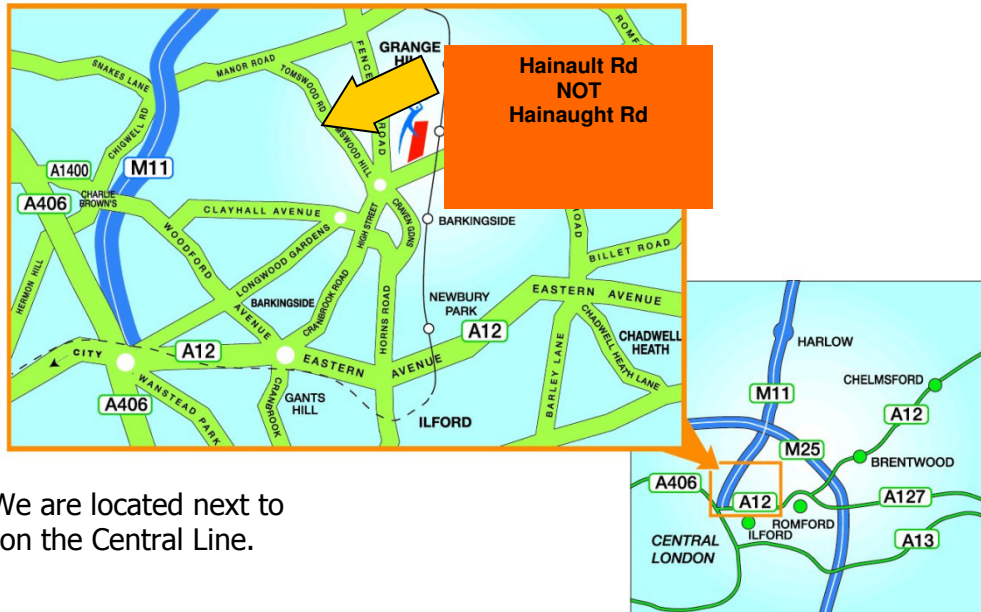 GRANGE
SNAKES LANE
MANOR ROAD
TOMSWOOD RD
Hainault Rd
NOT
Hainaught Rd
CHIGWELL RD
TOMSWOOD HILL
ROAD
A1400
M11
A406
CHARLIE
BROWN'S
CLAYHALL AVENUE
HIGH STREET
CRAVEN GDNS
BARKINGSIDE
ROAD
WOODFORD
AVENUE
LONGWOOD GARDENS
BILLET ROAD
HERMON HILL
BARKINGSIDE
CRANBROOK ROAD
HORNS ROAD
NEWBURY
PARK
EASTERN AVENUE
A12
CITY
A12
EASTERN AVENUE
BARLEY LANE
CHADWELL HEATH LANE
CHADWELL
HEATH
A406
WANSTEAD PARK
CRANBROOK
GANTS
HILL
ILFORD
HARLOW
CHELMSFORD
M11
A12
M25
BRENTWOOD
A406
A12
A127
ROMFORD
ILFORD
A13
CENTRAL
LONDON
We are located next to
on the Central Line.